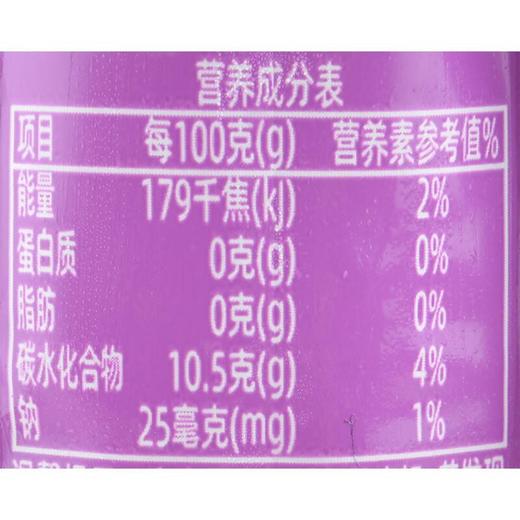 营养成分表
项目 每100克(g) 营养素参考值%
能量 179千焦(kJ) 2%
蛋白质 0克(g) 0%
脂肪 0克(g) 0%
碳水化合物 10.5克(g) 4%
钠 25毫克(mg) 1%